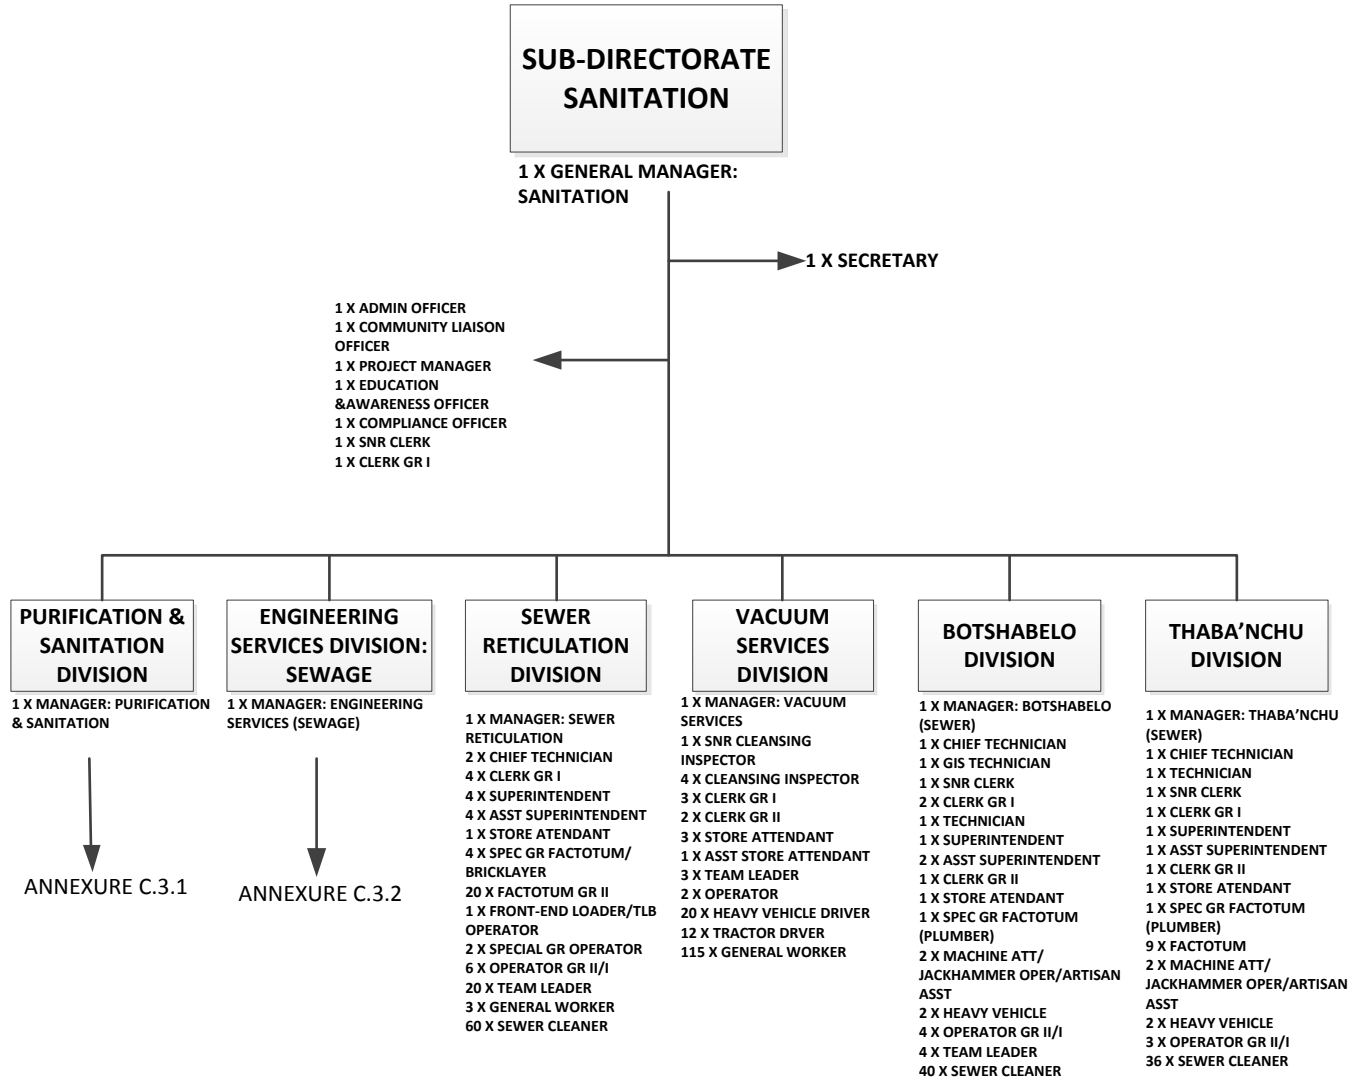 SUB-DIRECTORATE
SANITATION
1 X GENERAL MANAGER:
SANITATION
1 X SECRETARY
1 X ADMIN OFFICER
1 X COMMUNITY LIAISON
OFFICER
1 X PROJECT MANAGER
1 X EDUCATION
&AWARENESS OFFICER
1 X COMPLIANCE OFFICER
1 X SNR CLERK
1 X CLERK GR I
PURIFICATION &
SANITATION
DIVISION
1 X MANAGER: PURIFICATION
& SANITATION
ANNEXURE C.3.1
ENGINEERING
SERVICES DIVISION:
SEWAGE
1 X MANAGER: ENGINEERING
SERVICES (SEWAGE)
ANNEXURE C.3.2
SEWER
RETICULATION
DIVISION
1 X MANAGER: SEWER
RETICULATION
2 X CHIEF TECHNICIAN
4 X CLERK GR I
4 X SUPERINTENDENT
4 X ASST SUPERINTENDENT
1 X STORE ATENDANT
4 X SPEC GR FACTOTUM/
BRICKLAYER
20 X FACTOTUM GR II
1 X FRONT-END LOADER/TLB
OPERATOR
2 X SPECIAL GR OPERATOR
6 X OPERATOR GR II/I
20 X TEAM LEADER
3 X GENERAL WORKER
60 X SEWER CLEANER
VACUUM
SERVICES
DIVISION
1 X MANAGER: VACUUM
SERVICES
1 X SNR CLEANSING
INSPECTOR
4 X CLEANSING INSPECTOR
3 X CLERK GR I
2 X CLERK GR II
3 X STORE ATTENDANT
1 X ASST STORE ATTENDANT
3 X TEAM LEADER
2 X OPERATOR
20 X HEAVY VEHICLE DRIVER
12 X TRACTOR DRVER
115 X GENERAL WORKER
BOTSHABELO
DIVISION
1 X MANAGER: BOTSHABELO
(SEWER)
1 X CHIEF TECHNICIAN
1 X GIS TECHNICIAN
1 X SNR CLERK
2 X CLERK GR I
1 X TECHNICIAN
1 X SUPERINTENDENT
2 X ASST SUPERINTENDENT
1 X CLERK GR II
1 X STORE ATENDANT
1 X SPEC GR FACTOTUM
(PLUMBER)
2 X MACHINE ATT/
JACKHAMMER OPER/ARTISAN
ASST
2 X HEAVY VEHICLE
4 X OPERATOR GR II/I
4 X TEAM LEADER
40 X SEWER CLEANER
THABA’NCHU
DIVISION
1 X MANAGER: THABA’NCHU
(SEWER)
1 X CHIEF TECHNICIAN
1 X TECHNICIAN
1 X SNR CLERK
1 X CLERK GR I
1 X SUPERINTENDENT
1 X ASST SUPERINTENDENT
1 X CLERK GR II
1 X STORE ATENDANT
1 X SPEC GR FACTOTUM
(PLUMBER)
9 X FACTOTUM
2 X MACHINE ATT/
JACKHAMMER OPER/ARTISAN
ASST
2 X HEAVY VEHICLE
3 X OPERATOR GR II/I
36 X SEWER CLEANER